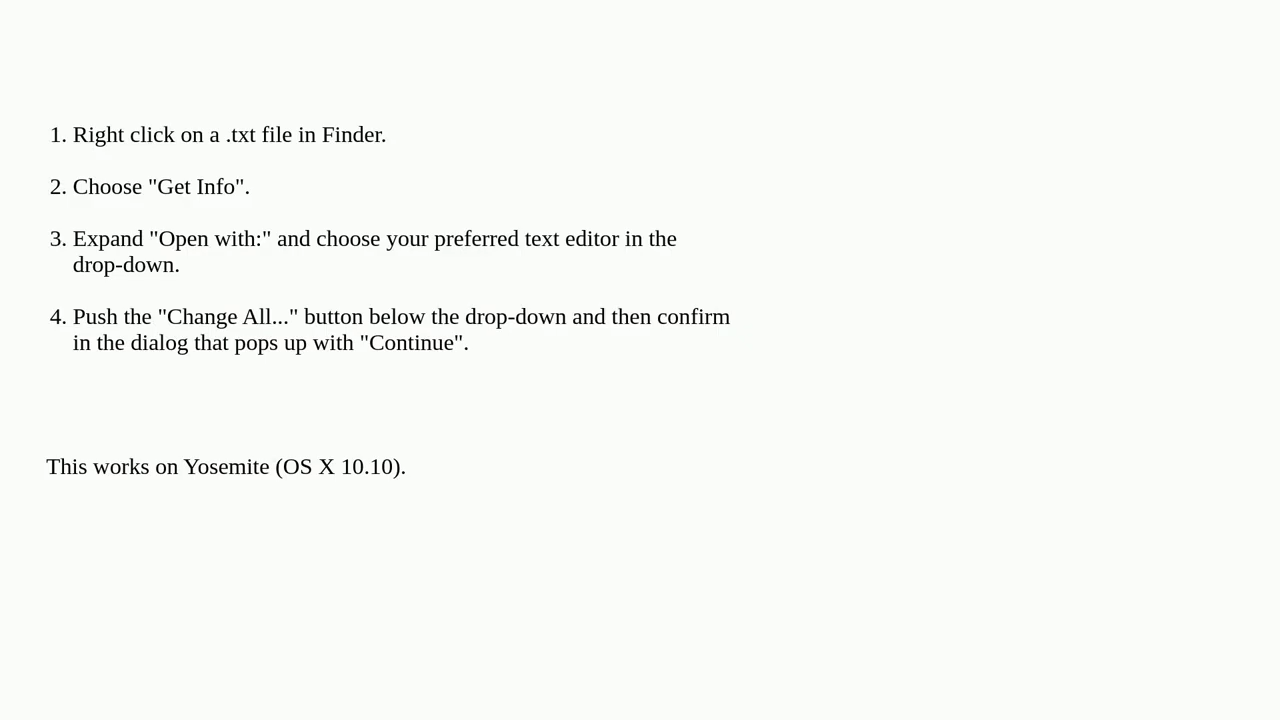 1. Right click on a .txt file in Finder.
2. Choose "Get Info".
3. Expand "Open with:" and choose your preferred text editor in the
drop-down.
4. Push the "Change All..." button below the drop-down and then confirm
in the dialog that pops up with "Continue".
This works on Yosemite (OS X 10.10).